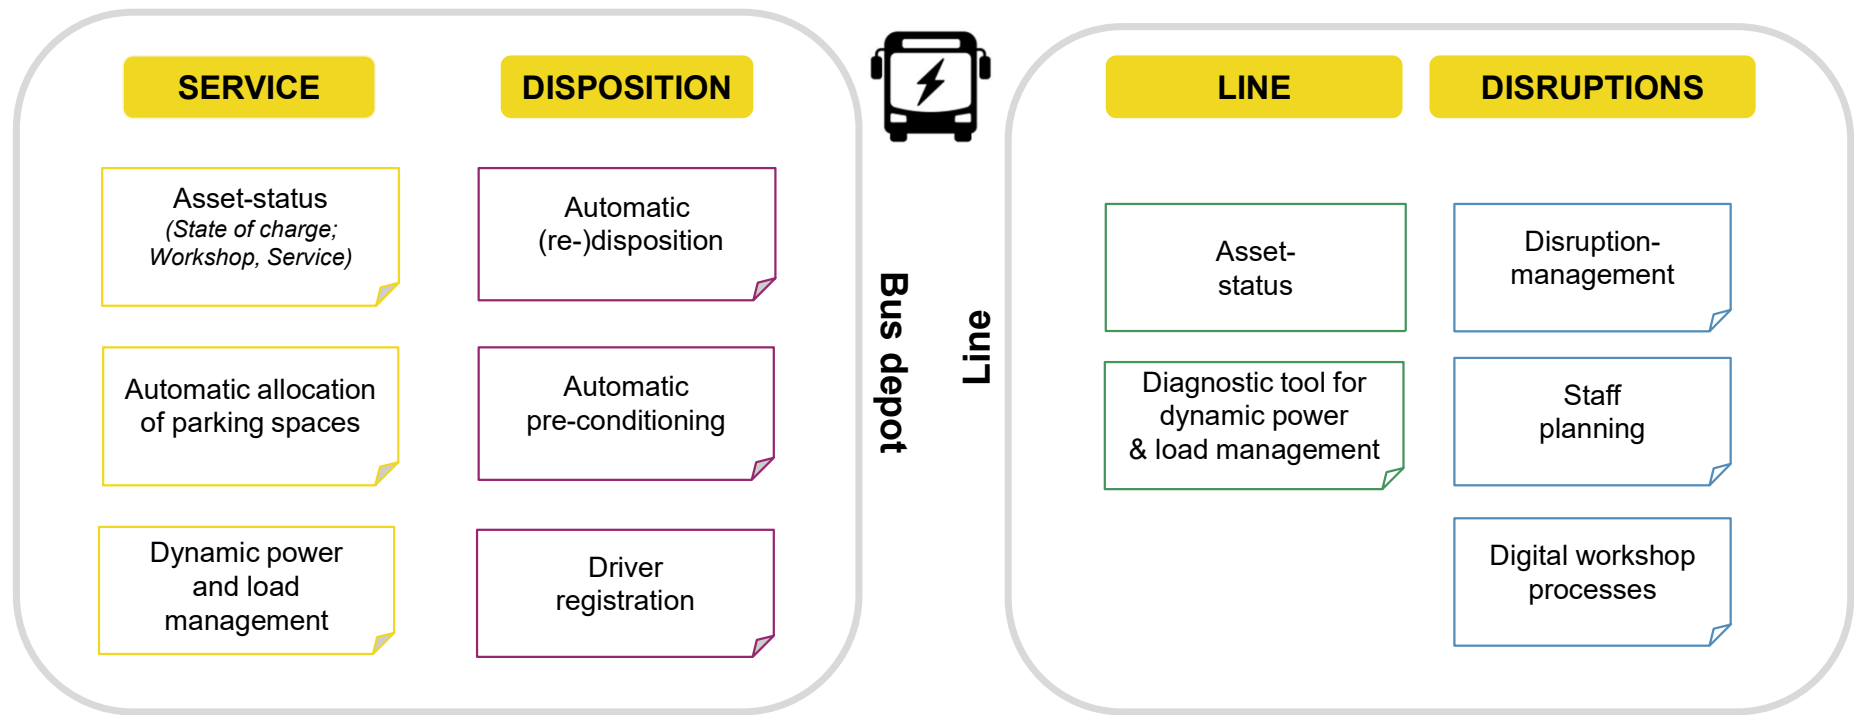 SERVICE
DISPOSITION
Asset-status
(State of charge;
Workshop, Service)
Automatic
(re-)disposition
Automatic allocation
of parking spaces
Automatic
pre-conditioning
Dynamic power
and load
management
Driver
registration
Bus depot
Line
LINE
DISRUPTIONS
Asset-
status
Disruption-
management
Diagnostic tool for
dynamic power
& load management
Staff
planning
Digital workshop
processes